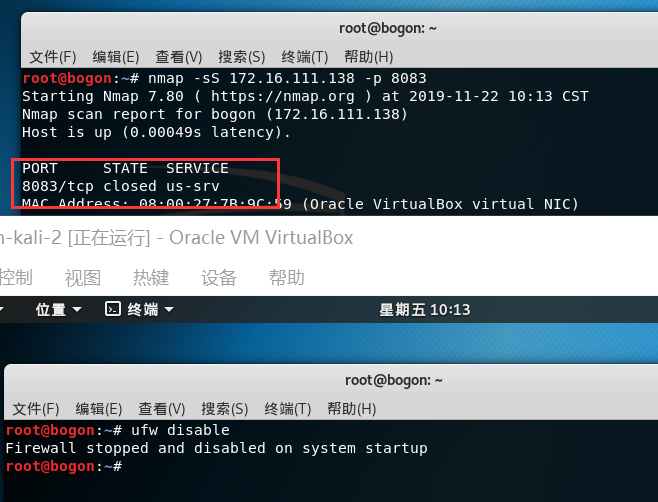 root@bogon: ~
文件(F) 编辑(E) 查看(V) 搜索(S) 终端(T) 帮助(H)
root@bogon:~# nmap -sS 172.16.111.138 -p 8083
Starting Nmap 7.80 ( https://nmap.org ) at 2019-11-22 10:13 CST
Nmap scan report for bogon (172.16.111.138)
Host is up (0.00049s latency).
PORT STATE SERVICE
8083/tcp closed us-srv
MAC Address: 08:00:27:7B:9C:59 (Oracle VirtualBox virtual NIC)
n-kali-2 [正在运行] - Oracle VM VirtualBox
控制 视图 热键 设备 帮助
位置 终端 星期五 10:13
root@bogon: ~
文件(F) 编辑(E) 查看(V) 搜索(S) 终端(T) 帮助(H)
root@bogon:~# ufw disable
Firewall stopped and disabled on system startup
root@bogon:~#